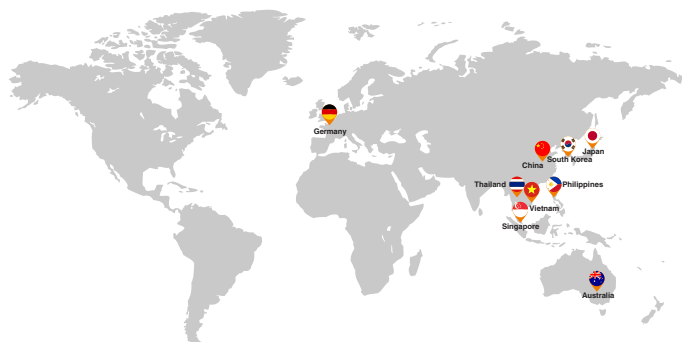 Germany
Japan
South Korea
China
Thailand
Philippines
Vietnam
Singapore
Australia